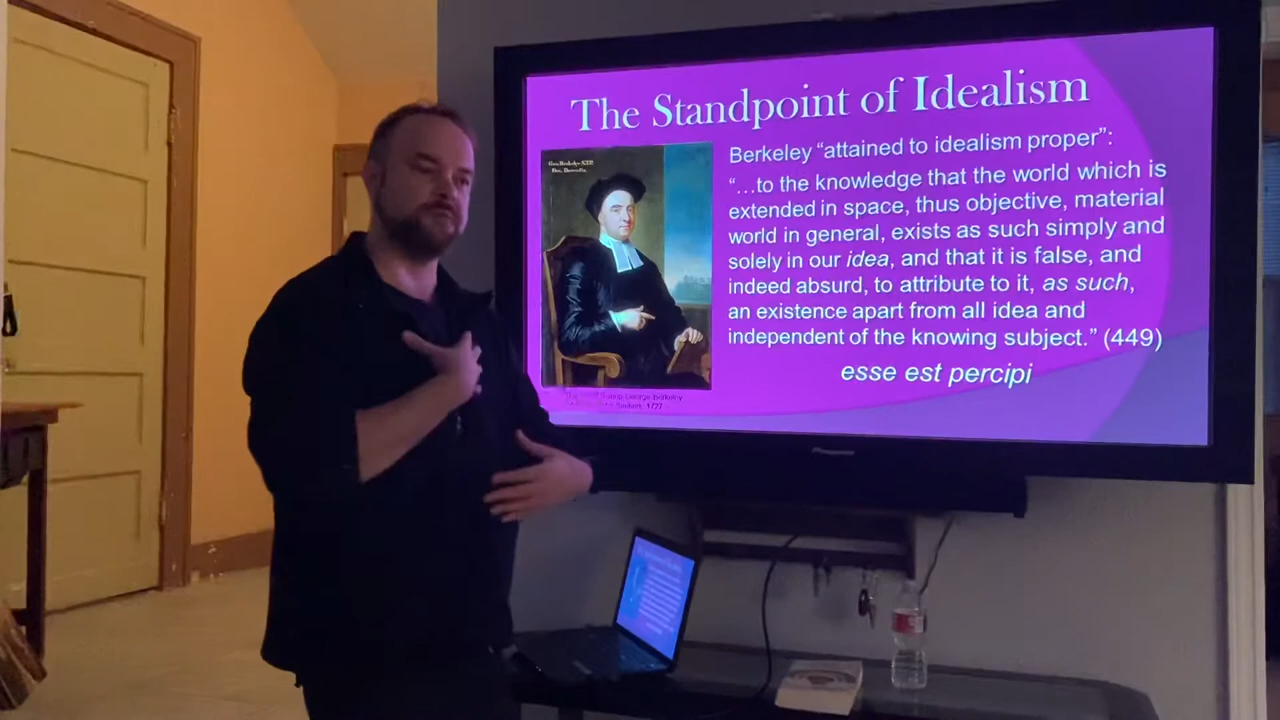 The Standpoint of Idealism
Berkeley “attained to idealism proper”:
“…to the knowledge that the world which is
extended in space, thus objective, material
world in general, exists as such simply and
solely in our idea, and that it is false, and
indeed absurd, to attribute to it, as such,
an existence apart from all idea and
independent of the knowing subject.” (449)
esse est percipi
George Berkeley
1727